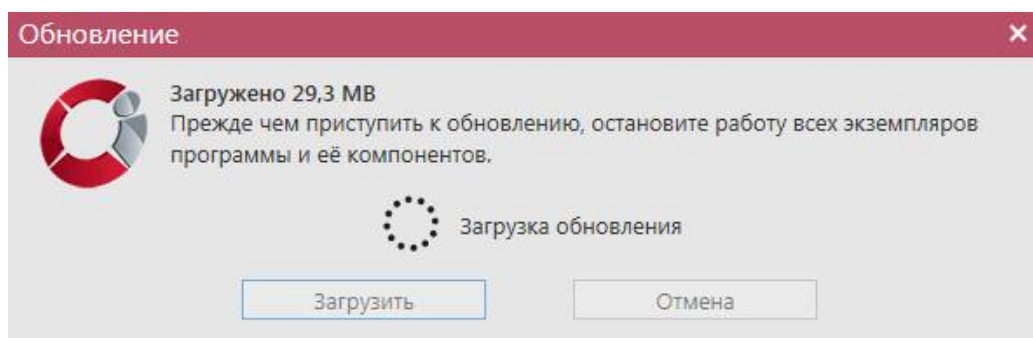 Обновление
Загружено 29,3 MB
Прежде чем приступить к обновлению, остановите работу всех экземпляров
программы и её компонентов.
Загрузка обновления
Загрузить
Отмена